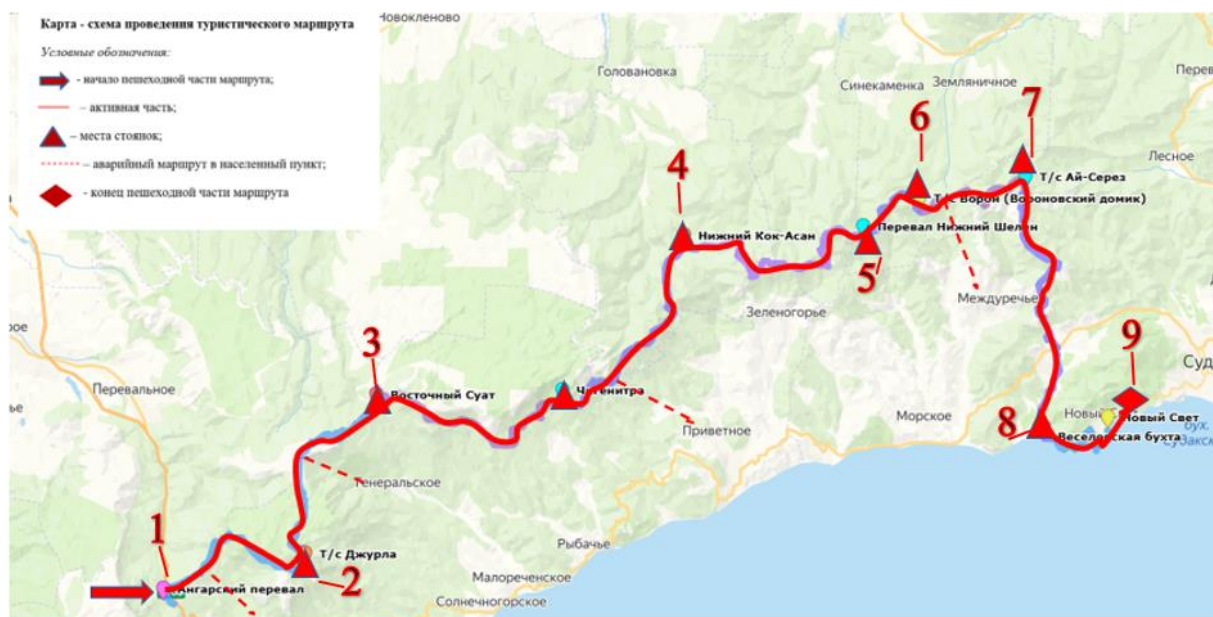 Новокленово
Карта - схема проведения туристического маршрута
Условные обозначения:
- начало пешеходной части маршрута;
– активная часть;
– места стоянок;
– аварийный маршрут в населенный пункт;
- конец пешеходной части маршрута
Головановка
Синекаменка
Земляничное
6
7
Лесное
4
Т/с Ай-Серез
Т/с Ворон (Вороновский домик)
Перевал Нижний Шелен
Нижний Кок-Асан
5
Междуречье
Зеленогорье
3
9
Перевальное
Восточный Суат
Чигенитра
Приветное
Морское
8
Новый Свет
Веселовская бухта
бух.
Генеральское
1
Т/с Джурла
2
Рыбачье
Ангарский перевал
Малореченское
Солнечногорское